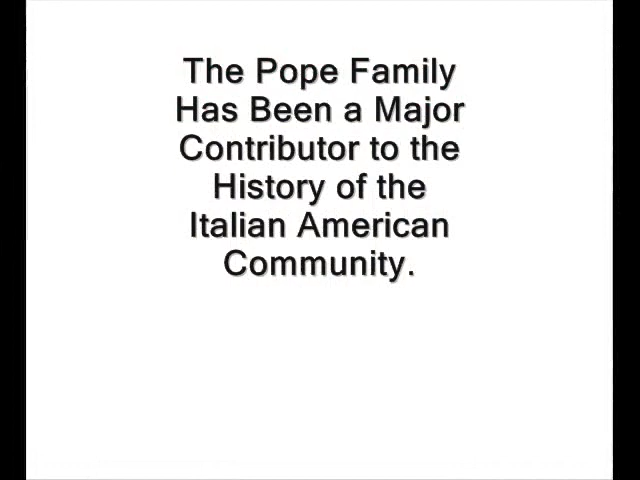 The Pope Family
Has Been a Major
Contributor to the
History of the
Italian American
Community.